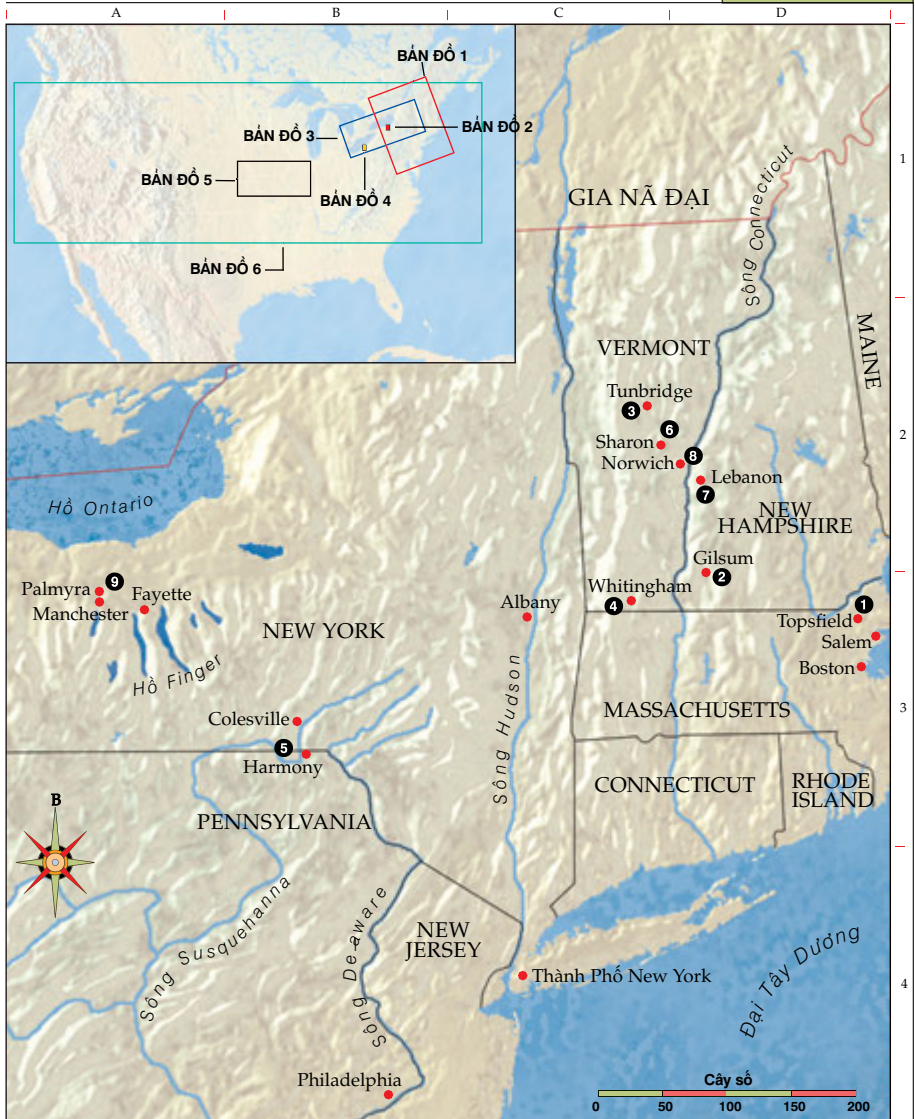 A B C D
BẢN ĐỒ 1
BẢN ĐỒ 3
BẢN ĐỒ 2
BẢN ĐỒ 5
BẢN ĐỒ 4
BẢN ĐỒ 6
1
GIA NÃ ĐẠI
Sông Connecticut
MAINE
VERMONT
Tunbridge
3
6
2
Sharon
8
Norwich
Lebanon
7
NEW
HAMPSHIRE
Hồ Ontario
Gilsum
2
9
Palmyra
Fayette
Manchester
Whitingham
4
Albany
1
Topsfield
Salem
Boston
NEW YORK
Hồ Finger
Colesville
5
Harmony
Sông Hudson
MASSACHUSETTS
3
CONNECTICUT
RHODE
ISLAND
B
PENNSYLVANIA
Sông Susquehanna
Sông Delaware
NEW
JERSEY
Thành Phố New York
Đại Tây Dương
4
Philadelphia
Cây số
0 50 100 150 200